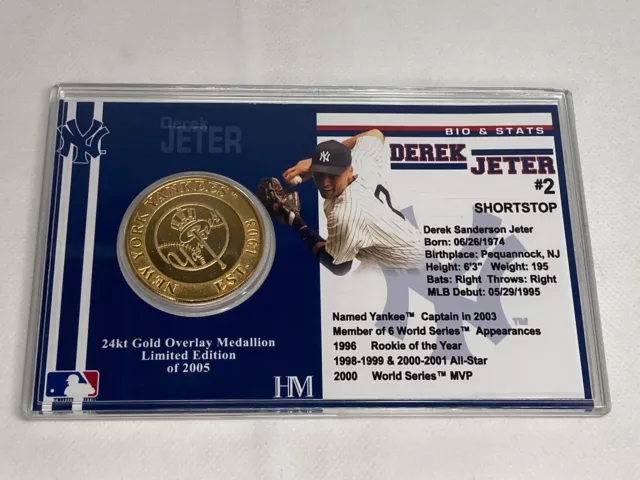 Derek
JETER
NEW YORK YANKEES™
EST. 1903
24kt Gold Overlay Medallion
Limited Edition
of 2005
HM
BIO & STATS
DEREK JETER
#2
SHORTSTOP
Derek Sanderson Jeter
Born: 06/26/1974
Birthplace: Pequannock, NJ
Height: 6'3" Weight: 195
Bats: Right Throws: Right
MLB Debut: 05/29/1995
Named Yankee™ Captain in 2003
Member of 6 World Series™ Appearances
1996 Rookie of the Year
1998-1999 & 2000-2001 All-Star
2000 World Series™ MVP
NY
™